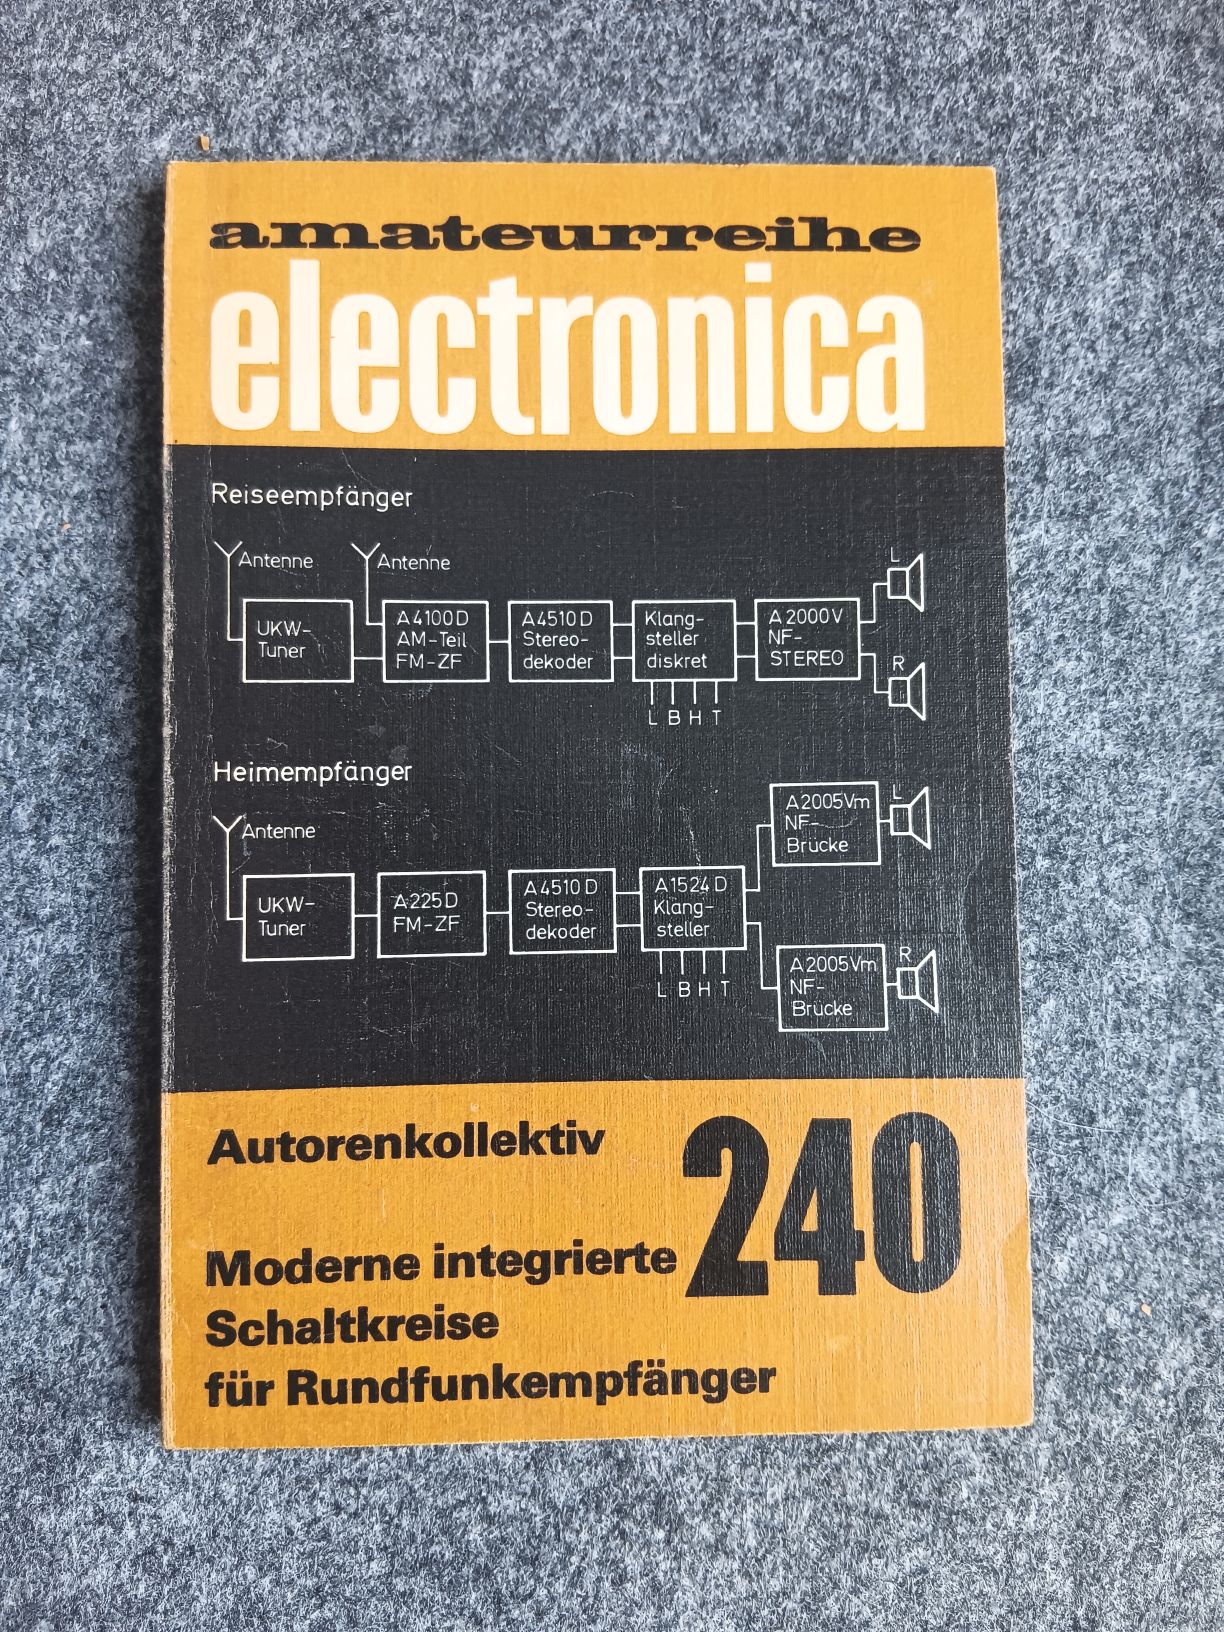 amateurreihe
electronica
Reiseempfänger
Antenne
Antenne
UKW-
Tuner
A4100D
AM-Teil
FM-ZF
A4510D
Stereo-
dekoder
Klang-
steller
diskret
A2000V
NF-
STEREO
L
R
L B H T
Heimempfänger
Antenne
UKW-
Tuner
A225D
FM-ZF
A4510D
Stereo-
dekoder
A1524D
Klang-
steller
A2005Vm
NF-
Brücke
L
A2005Vm
NF-
Brücke
R
L B H T
Autorenkollektiv
240
Moderne integrierte
Schaltkreise
für Rundfunkempfänger